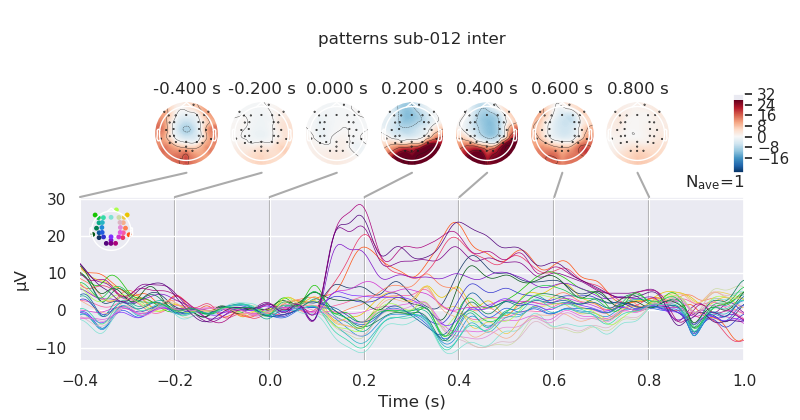 patterns sub-012 inter
-0.400 s -0.200 s 0.000 s 0.200 s 0.400 s 0.600 s 0.800 s
32
24
16
8
0
−8
−16
Nave=1
30
20
10
0
−10
µV
−0.4 −0.2 0.0 0.2 0.4 0.6 0.8 1.0
Time (s)